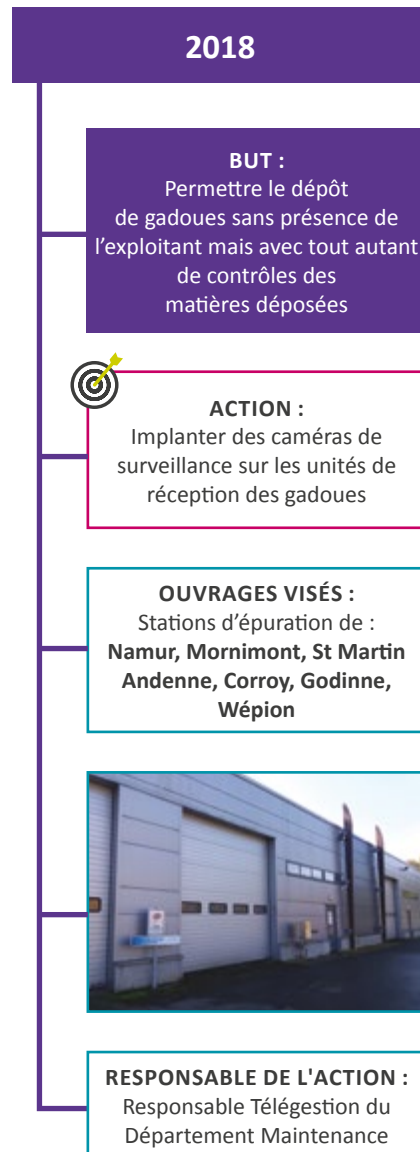 2018
BUT :
Permettre le dépôt
de gadoues sans présence de
l'exploitant mais avec tout autant
de contrôles des
matières déposées
ACTION :
Implanter des caméras de
surveillance sur les unités de
réception des gadoues
OUVRAGES VISÉS :
Stations d'épuration de :
Namur, Mornimont, St Martin
Andenne, Corroy, Godinne,
Wépion
RESPONSABLE DE L'ACTION :
Responsable Télégestion du
Département Maintenance